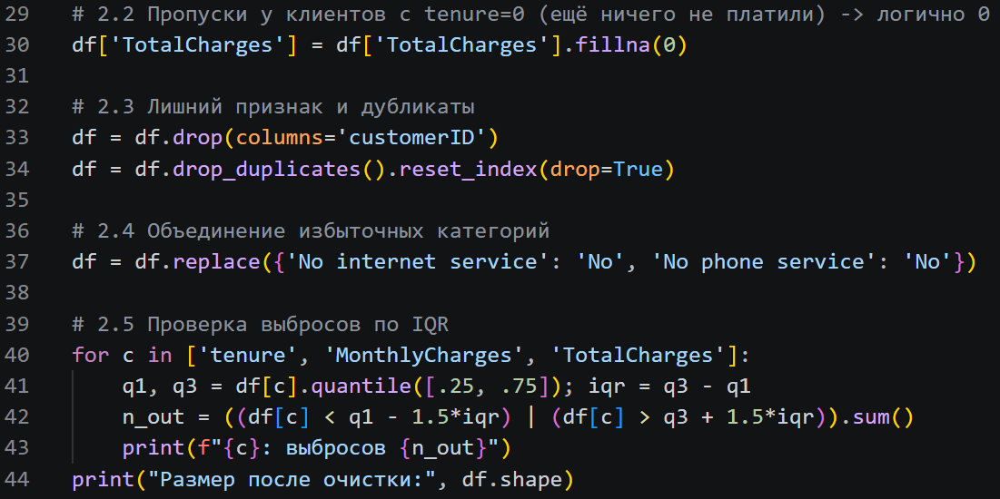 29 # 2.2 Пропуски у клиентов с tenure=0 (ещё ничего не платили) -> логично 0
30 df['TotalCharges'] = df['TotalCharges'].fillna(0)
31
32 # 2.3 Лишний признак и дубликаты
33 df = df.drop(columns='customerID')
34 df = df.drop_duplicates().reset_index(drop=True)
35
36 # 2.4 Объединение избыточных категорий
37 df = df.replace({'No internet service': 'No', 'No phone service': 'No'})
38
39 # 2.5 Проверка выбросов по IQR
40 for c in ['tenure', 'MonthlyCharges', 'TotalCharges']:
41     q1, q3 = df[c].quantile([.25, .75]); iqr = q3 - q1
42     n_out = ((df[c] < q1 - 1.5*iqr) | (df[c] > q3 + 1.5*iqr)).sum()
43     print(f"{c}: выбросов {n_out}")
44 print("Размер после очистки:", df.shape)